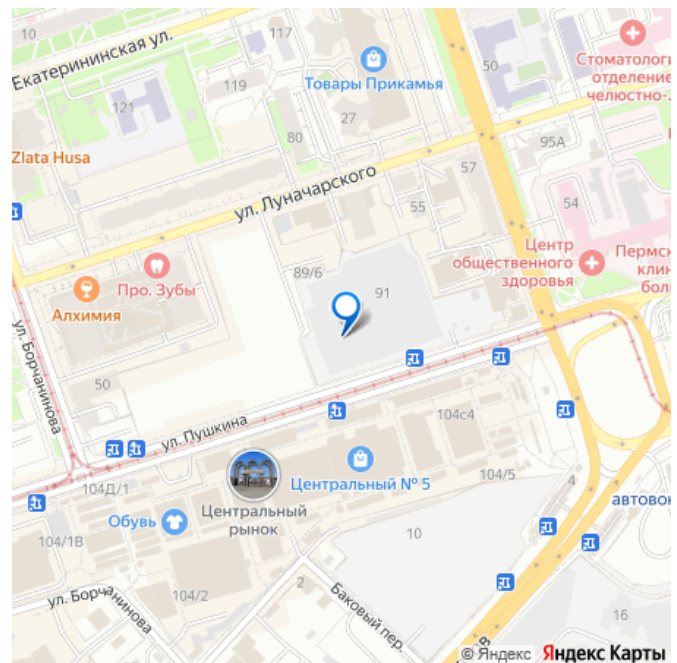 Екатерининская ул.
117
50
Стоматологи
отделение
челюстно-
Товары Прикамья
119
121
27
80
95А
Zlata Husa
ул. Луначарского
57
55
54
Центр
общественного
здоровья
Пермск
клин
боль
89/6
91
Про. Зубы
Алхимия
ул. Борчанинова
50
ул. Пушкина
104с4
104Д/1
Центральный № 5
104/5
4
автовок
Центральный
рынок
Обувь
104/1В
10
2
104/2
ул. Борчанинова
Баковый пер.
16
© Яндекс Яндекс Карты